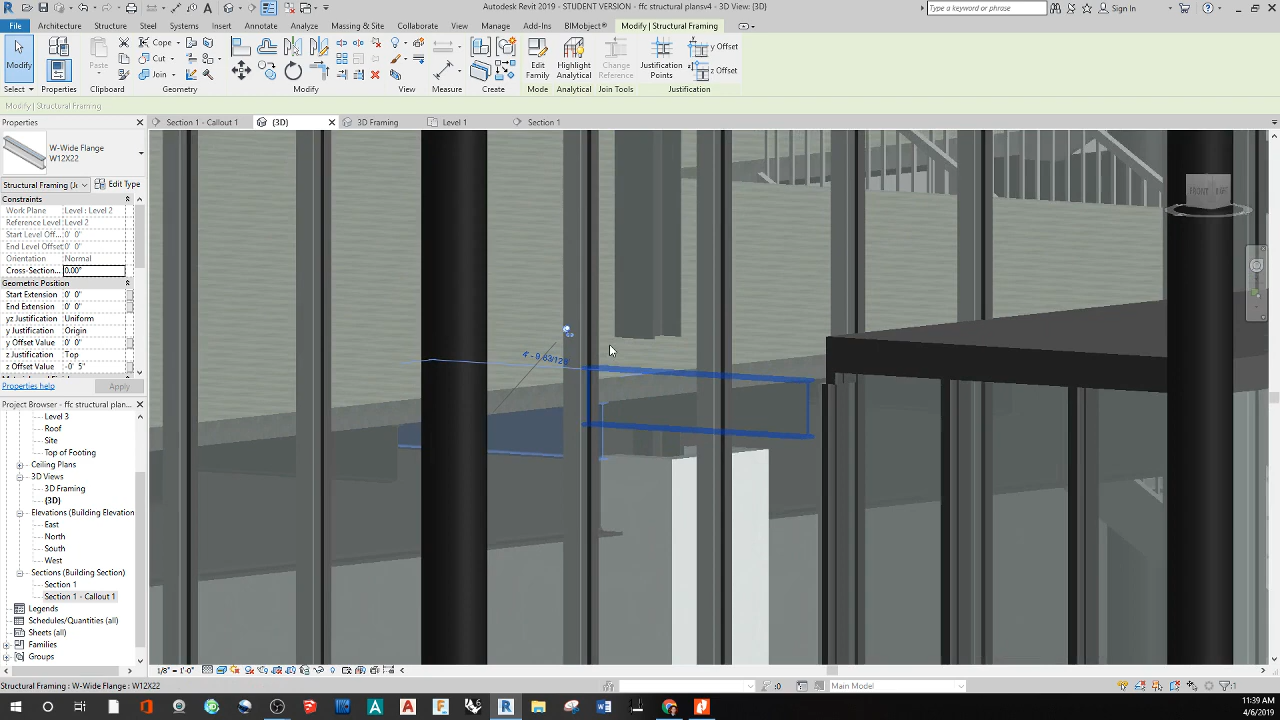 Autodesk Revit 2019 - STUDENT VERSION - ffc structural plansv4 - 3D View: {3D}
Type a keyword or phrase
Sign In
File
Architecture
Structure
Steel
Systems
Insert
Annotate
Analyze
Massing & Site
Collaborate
View
Manage
Add-Ins
BIMobject®
Modify | Structural Framing
Modify
Properties
Paste
Cope
Cut
Join
Edit Family
Highlight Analytical
Change Reference
Justification Points
y Offset
z Offset
Select
Properties
Clipboard
Geometry
Modify
View
Measure
Create
Mode
Analytical
Join Tools
Justification
Modify | Structural Framing
Properties
Section 1 - Callout 1
{3D}
3D Framing
Level 1
Section 1
W-Wide Flange
W12X22
Structural Framing (Jc
Edit Type
Constraints
Work Plane Level : Level 2
Reference Level Level 2
Start Level Off... 0' 0"
End Level Offset 0' 0"
Orientation Normal
Cross-Section... 0.00°
Geometric Position
Start Extension 0' 0"
End Extension 0' 0"
yz Justification Uniform
y Justification Origin
y Offset Value 0' 0"
z Justification Top
z Offset Value -0' 5"
Properties help
Apply
Project Browser - ffc structural plan...
Level 3
Roof
Site
Top of Footing
Ceiling Plans
3D Views
3D Framing
{3D}
Elevations (Building Elevation)
East
North
South
West
Sections (Building Section)
Section 1
Section 1 - Callout 1
Legends
Schedules/Quantities (all)
Sheets (all)
Families
Groups
FRONT
1/8" = 1'-0"
Structural Framing : W-Wide Flange : W12X22
:0
Main Model
:1
11:39 AM
4/6/2019